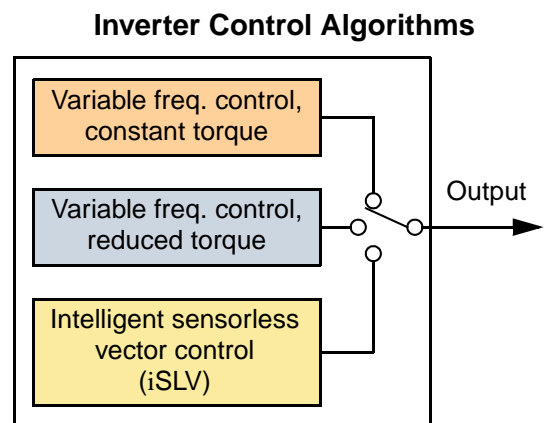 Inverter Control Algorithms
Variable freq. control,
constant torque
Variable freq. control,
reduced torque
Intelligent sensorless
vector control
(iSLV)
Output